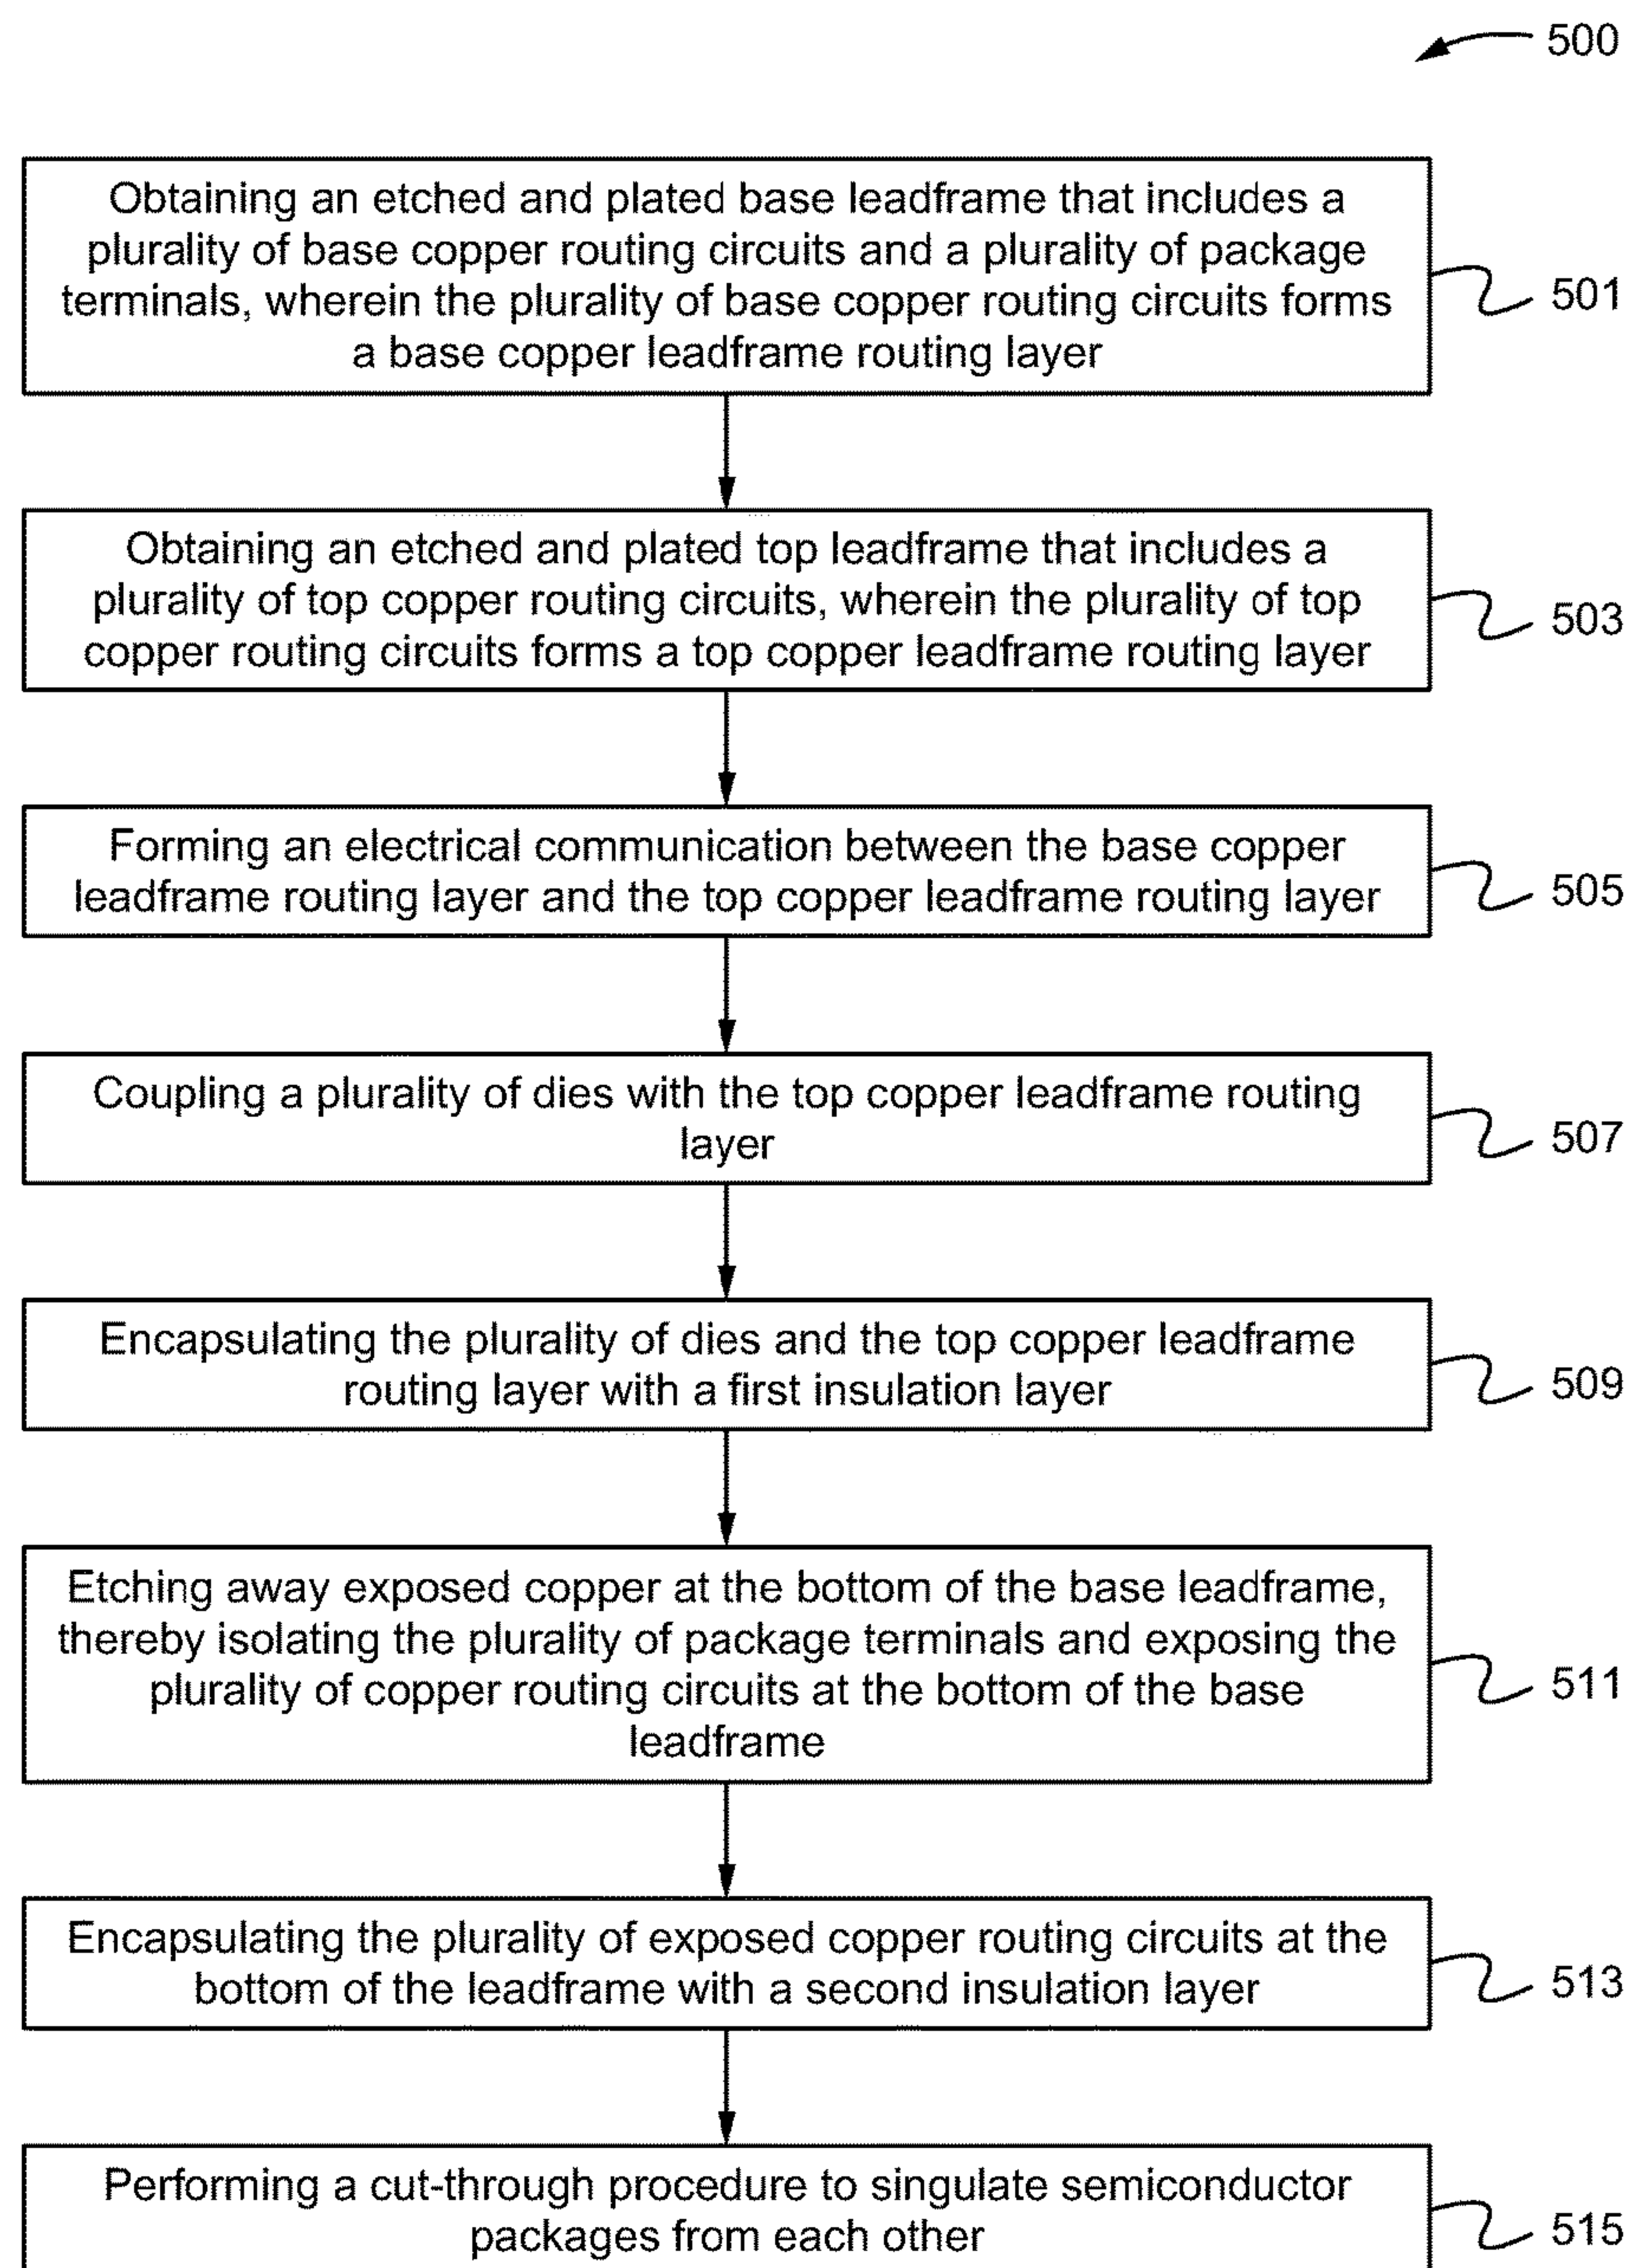 500
Obtaining an etched and plated base leadframe that includes a
plurality of base copper routing circuits and a plurality of package
terminals, wherein the plurality of base copper routing circuits forms
a base copper leadframe routing layer
501
Obtaining an etched and plated top leadframe that includes a
plurality of top copper routing circuits, wherein the plurality of top
copper routing circuits forms a top copper leadframe routing layer
503
Forming an electrical communication between the base copper
leadframe routing layer and the top copper leadframe routing layer
505
Coupling a plurality of dies with the top copper leadframe routing
layer
507
Encapsulating the plurality of dies and the top copper leadframe
routing layer with a first insulation layer
509
Etching away exposed copper at the bottom of the base leadframe,
thereby isolating the plurality of package terminals and exposing the
plurality of copper routing circuits at the bottom of the base
leadframe
511
Encapsulating the plurality of exposed copper routing circuits at the
bottom of the leadframe with a second insulation layer
513
Performing a cut-through procedure to singulate semiconductor
packages from each other
515